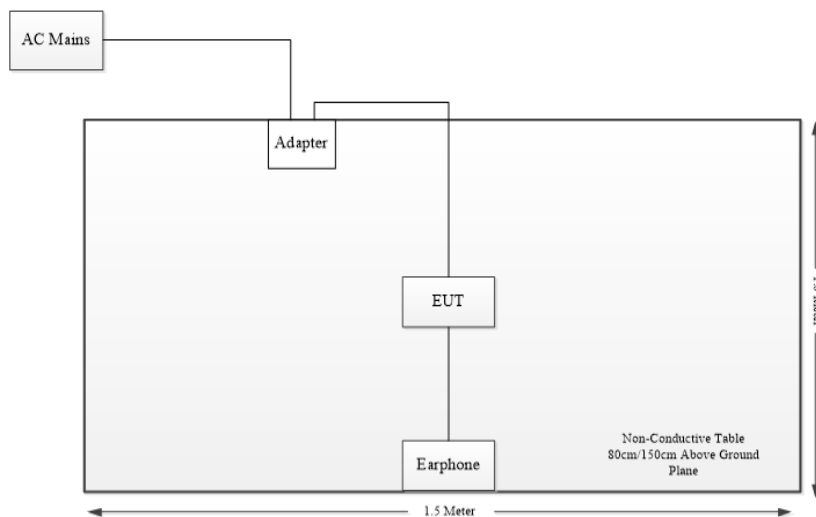 AC Mains
Adapter
EUT
Earphone
Non-Conductive Table
80cm/150cm Above Ground
Plane
1.5 Meter